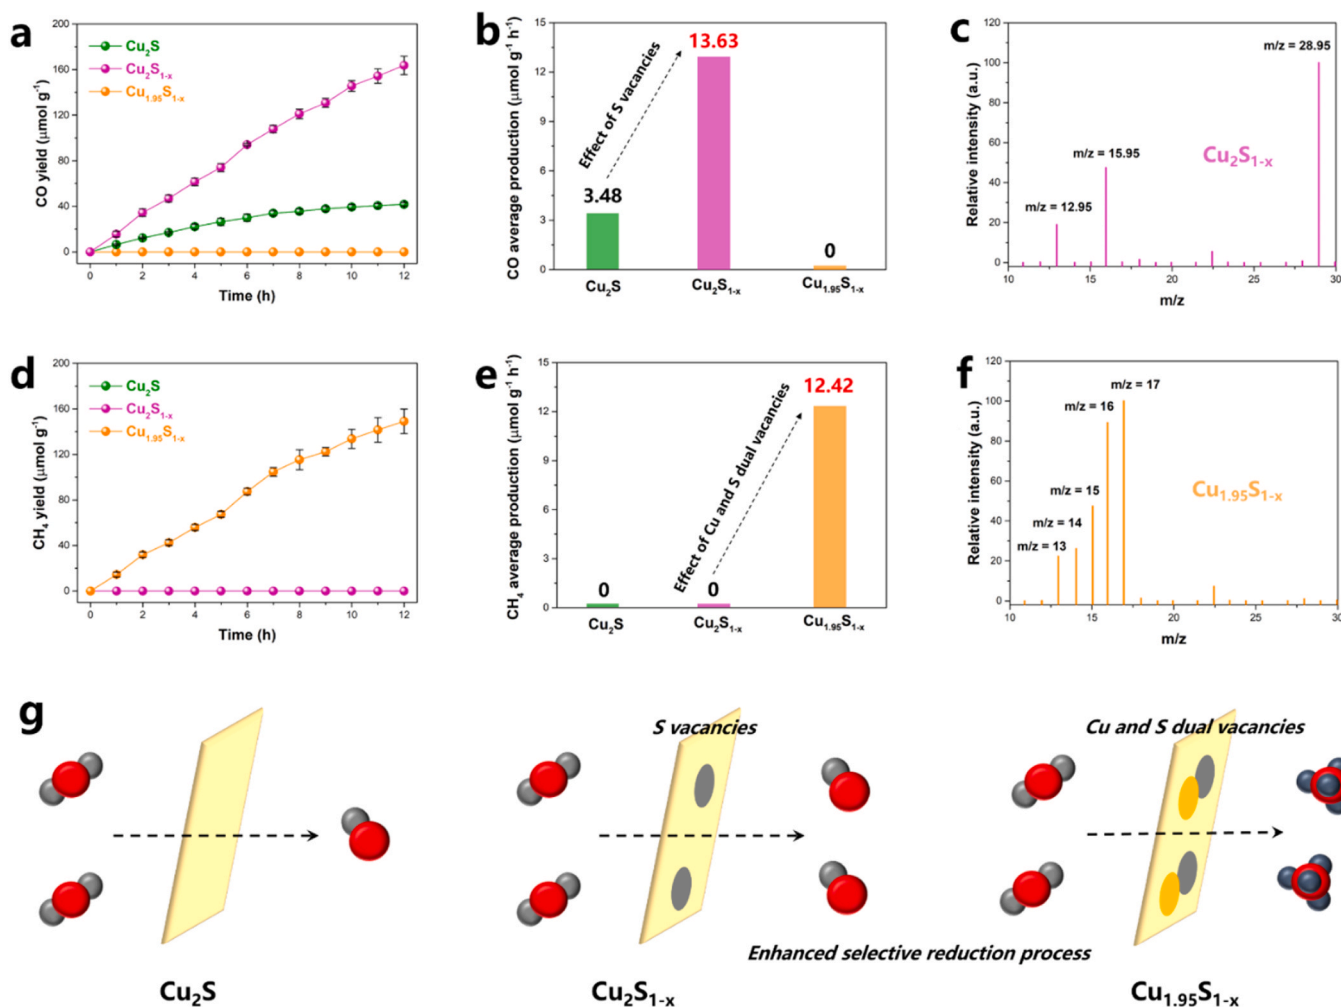 a
CO yield (μmol g⁻¹)
200
160
120
80
40
0
Cu₂S
Cu₂S₁₋ₓ
Cu₁.₉₅S₁₋ₓ
0 2 4 6 8 10 12
Time (h)
b
CO average production (μmol g⁻¹ h⁻¹)
15
12
9
6
3
0
Effect of S vacancies
3.48
13.63
0
Cu₂S Cu₂S₁₋ₓ Cu₁.₉₅S₁₋ₓ
c
Relative intensity (a.u.)
120
100
80
60
40
20
0
m/z = 28.95
m/z = 15.95
m/z = 12.95
Cu₂S₁₋ₓ
10 15 20 25 30
m/z
d
CH₄ yield (μmol g⁻¹)
200
160
120
80
40
0
Cu₂S
Cu₂S₁₋ₓ
Cu₁.₉₅S₁₋ₓ
0 2 4 6 8 10 12
Time (h)
e
CH₄ average production (μmol g⁻¹ h⁻¹)
15
12
9
6
3
0
Effect of Cu and S dual vacancies
0
0
12.42
Cu₂S Cu₂S₁₋ₓ Cu₁.₉₅S₁₋ₓ
f
Relative intensity (a.u.)
120
100
80
60
40
20
0
m/z = 17
m/z = 16
m/z = 15
m/z = 14
m/z = 13
Cu₁.₉₅S₁₋ₓ
10 15 20 25 30
m/z
g
S vacancies
Cu and S dual vacancies
Enhanced selective reduction process
Cu₂S
Cu₂S₁₋ₓ
Cu₁.₉₅S₁₋ₓ